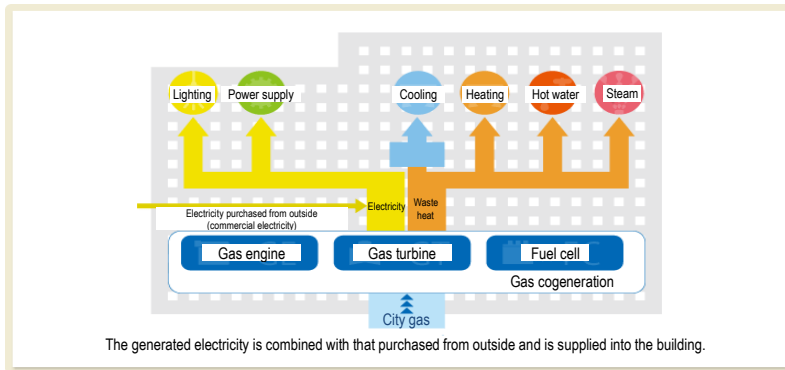 Lighting
Power supply
Cooling
Heating
Hot water
Steam
Electricity
Waste
heat
Electricity purchased from outside
(commercial electricity)
Gas engine
Gas turbine
Fuel cell
Gas cogeneration
City gas
The generated electricity is combined with that purchased from outside and is supplied into the building.